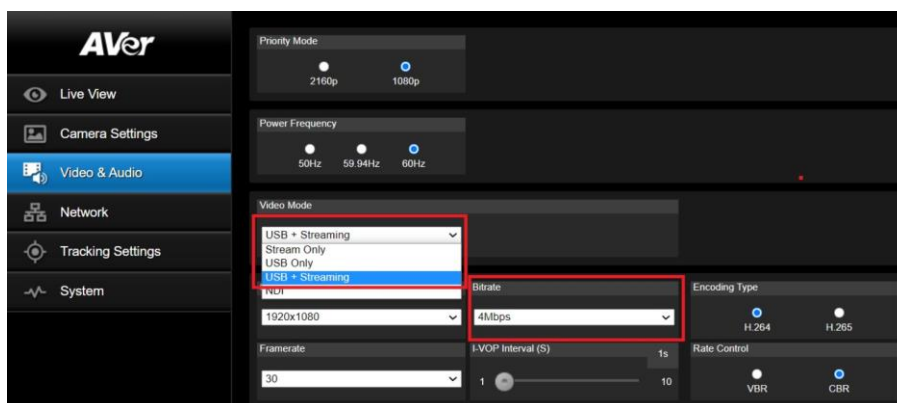 AVer
Live View
Camera Settings
Video & Audio
Network
Tracking Settings
System
Priority Mode
2160p 1080p
Power Frequency
50Hz 59.94Hz 60Hz
Video Mode
USB + Streaming
Stream Only
USB Only
USB + Streaming
NDI
1920x1080
Bitrate
4Mbps
Encoding Type
H.264 H.265
Framerate
30
I-VOP Interval (S) 1s
1 10
Rate Control
VBR CBR